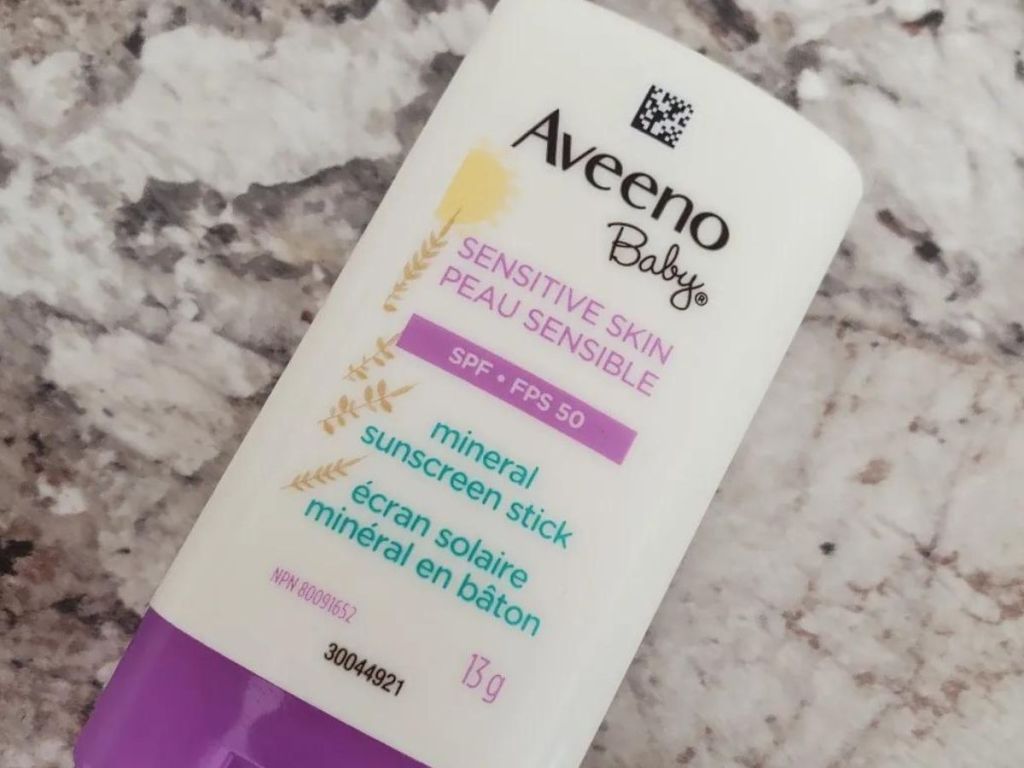 Aveeno
Baby®
SENSITIVE SKIN
PEAU SENSIBLE
SPF • FPS 50
mineral
sunscreen stick
écran solaire
minéral en bâton
NPN 80091652
13 g
30044921